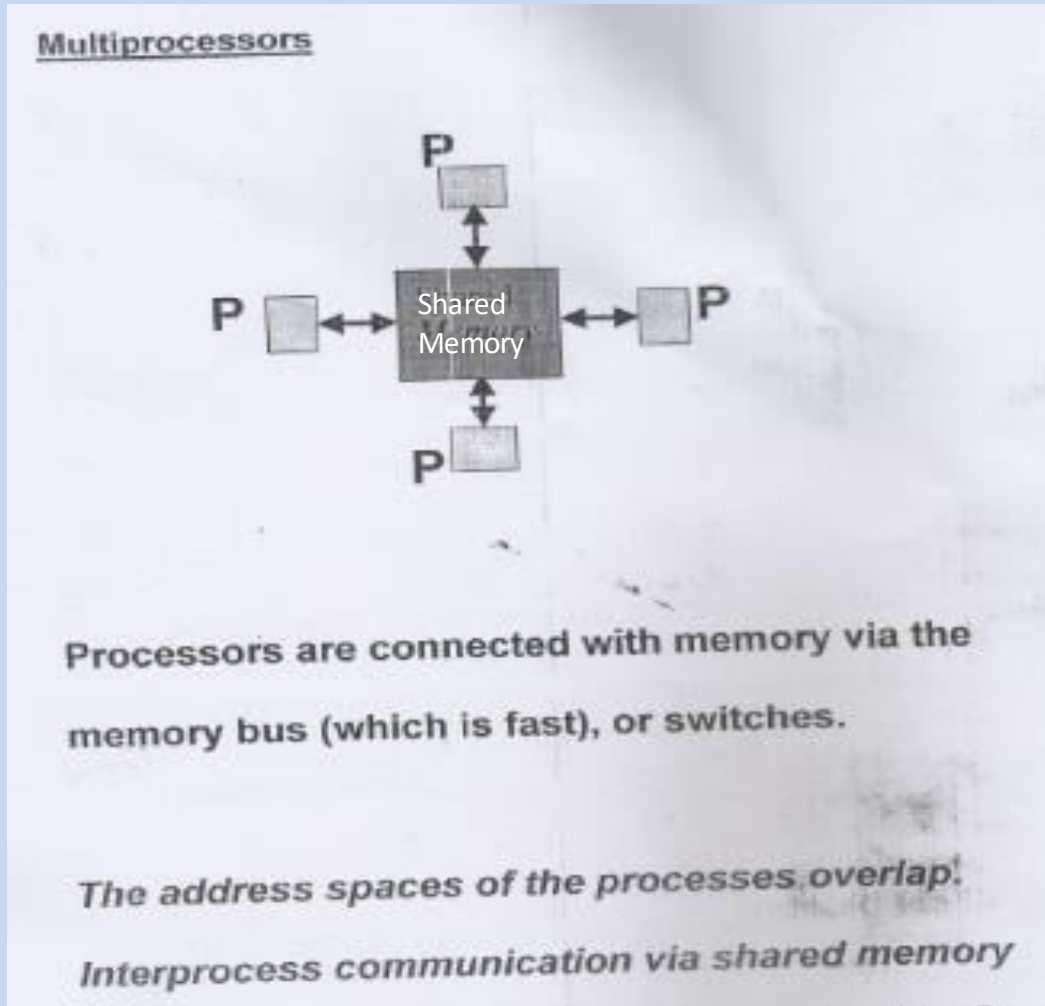 Multiprocessors
P
P
Shared
Memory
P
P
Processors are connected with memory via the
memory bus (which is fast), or switches.
The address spaces of the processes overlap.
Interprocess communication via shared memory